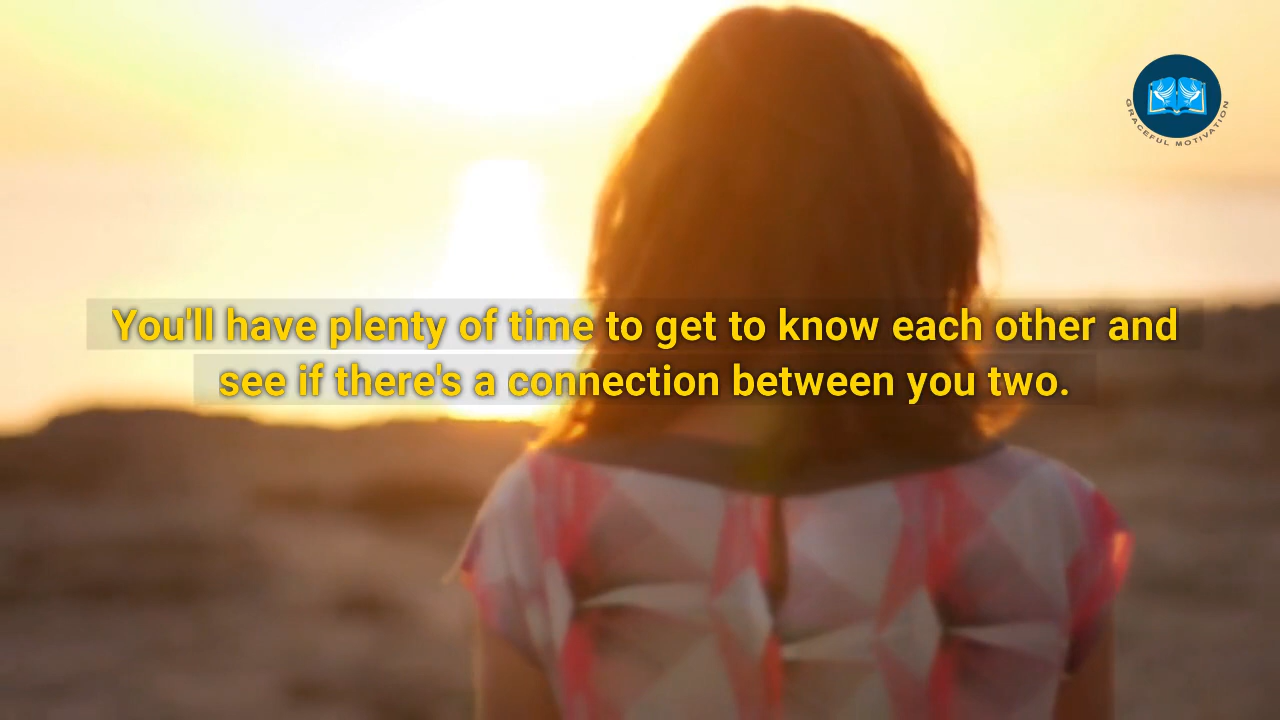 GRACEFUL MOTIVATION
You'll have plenty of time to get to know each other and
see if there's a connection between you two.